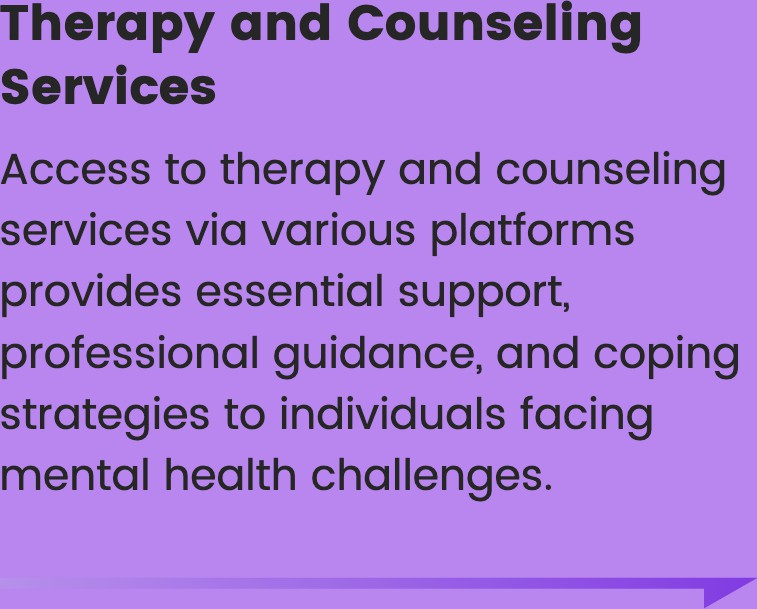 Therapy and Counseling
Services
Access to therapy and counseling
services via various platforms
provides essential support,
professional guidance, and coping
strategies to individuals facing
mental health challenges.